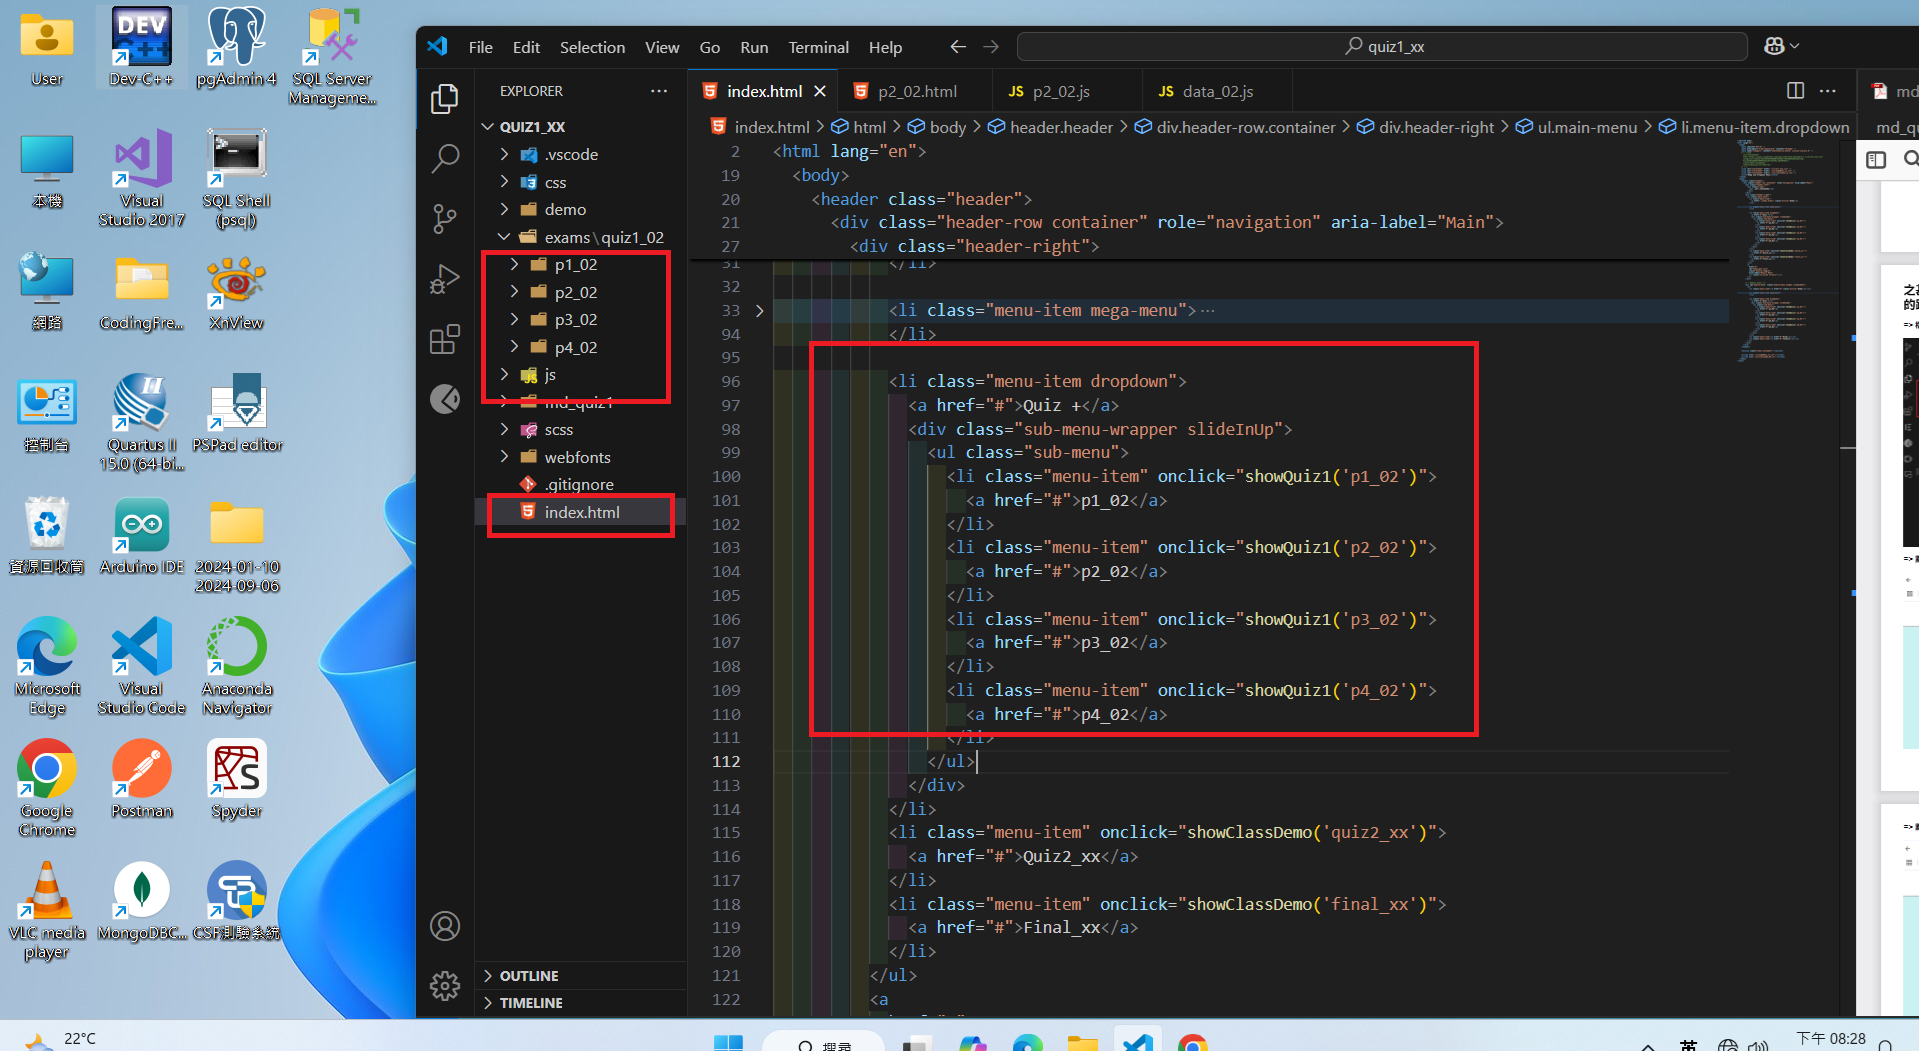 User
Dev-C++
pgAdmin 4
SQL Server
Manageme...
本機
Visual
Studio 2017
SQL Shell
(psql)
網路
CodingFre...
XnView
控制台
Quartus II
15.0 (64-bi...
PSPad editor
資源回收筒
Arduino IDE
2024-01-10
2024-09-06
Microsoft
Edge
Visual
Studio Code
Anaconda
Navigator
Google
Chrome
Postman
Spyder
VLC media
player
MongoDBC...
CSF測驗系統
File Edit Selection View Go Run Terminal Help
quiz1_xx
EXPLORER
QUIZ1_XX
.vscode
css
demo
exams\quiz1_02
p1_02
p2_02
p3_02
p4_02
js
md_quiz1
scss
webfonts
.gitignore
index.html
OUTLINE
TIMELINE
index.html
p2_02.html
JS p2_02.js
JS data_02.js
md
index.html > html > body > header.header > div.header-row.container > div.header-right > ul.main-menu > li.menu-item.dropdown
md_qu
2 <html lang="en">
19 <body>
20 <header class="header">
21 <div class="header-row container" role="navigation" aria-label="Main">
27 <div class="header-right">
31 </li>
32
33 <li class="menu-item mega-menu">…
94 </li>
95
96 <li class="menu-item dropdown">
97 <a href="#">Quiz +</a>
98 <div class="sub-menu-wrapper slideInUp">
99 <ul class="sub-menu">
100 <li class="menu-item" onclick="showQuiz1('p1_02')">
101 <a href="#">p1_02</a>
102 </li>
103 <li class="menu-item" onclick="showQuiz1('p2_02')">
104 <a href="#">p2_02</a>
105 </li>
106 <li class="menu-item" onclick="showQuiz1('p3_02')">
107 <a href="#">p3_02</a>
108 </li>
109 <li class="menu-item" onclick="showQuiz1('p4_02')">
110 <a href="#">p4_02</a>
111 </li>
112 </ul>
113 </div>
114 </li>
115 <li class="menu-item" onclick="showClassDemo('quiz2_xx')">
116 <a href="#">Quiz2_xx</a>
117 </li>
118 <li class="menu-item" onclick="showClassDemo('final_xx')">
119 <a href="#">Final_xx</a>
120 </li>
121 </ul>
122 <a
22°C
搜尋
英
下午 08:28